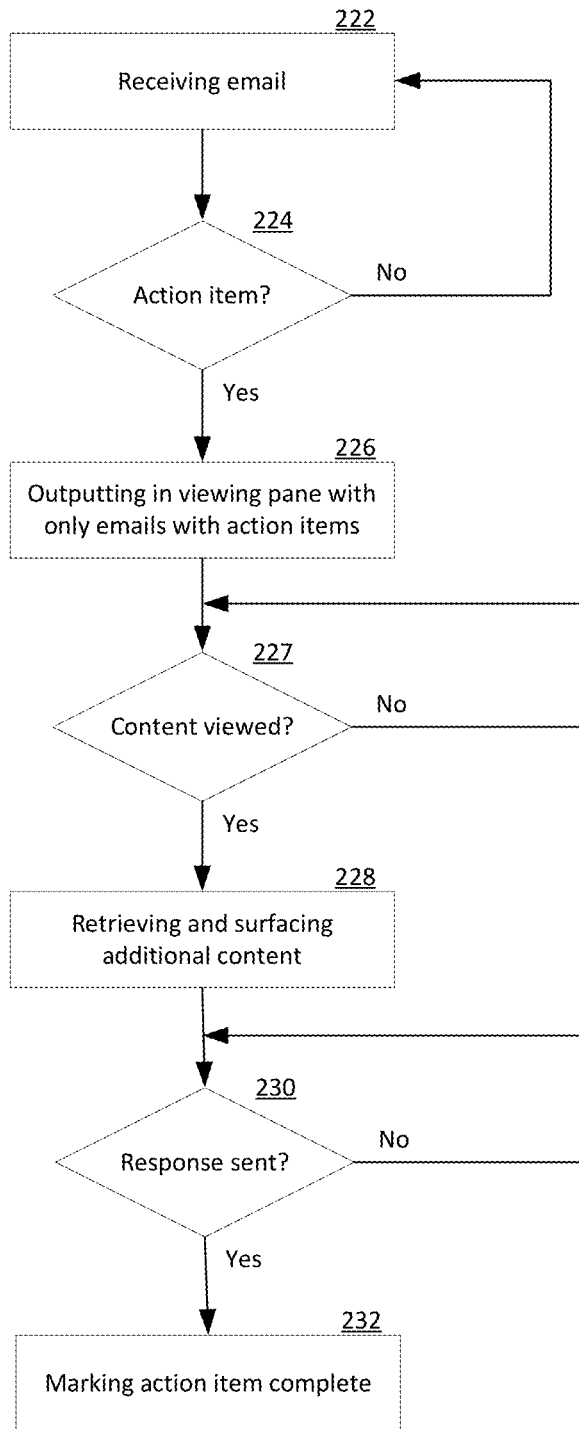 222
Receiving email
224
Action item?
No
Yes
226
Outputting in viewing pane with
only emails with action items
227
Content viewed?
No
Yes
228
Retrieving and surfacing
additional content
230
Response sent?
No
Yes
232
Marking action item complete